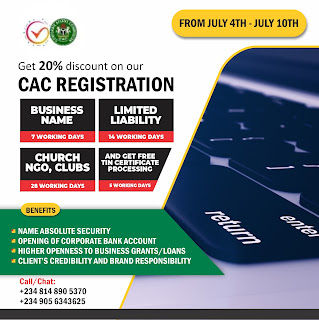 FROM JULY 4TH - JULY 10TH
Get 20% discount on our
CAC REGISTRATION
BUSINESS
NAME
7 WORKING DAYS
LIMITED
LIABILITY
14 WORKING DAYS
CHURCH
NGO, CLUBS
28 WORKING DAYS
AND GET FREE
TIN CERTIFICATE
PROCESSING
5 WORKING DAYS
BENEFITS
NAME ABSOLUTE SECURITY
OPENING OF CORPORATE BANK ACCOUNT
HIGHER OPENNESS TO BUSINESS GRANTS/LOANS
CLIENT'S CREDIBILITY AND BRAND RESPONSIBILITY
Call/Chat:
+234 814 890 5370
+234 905 6343625
return
enter